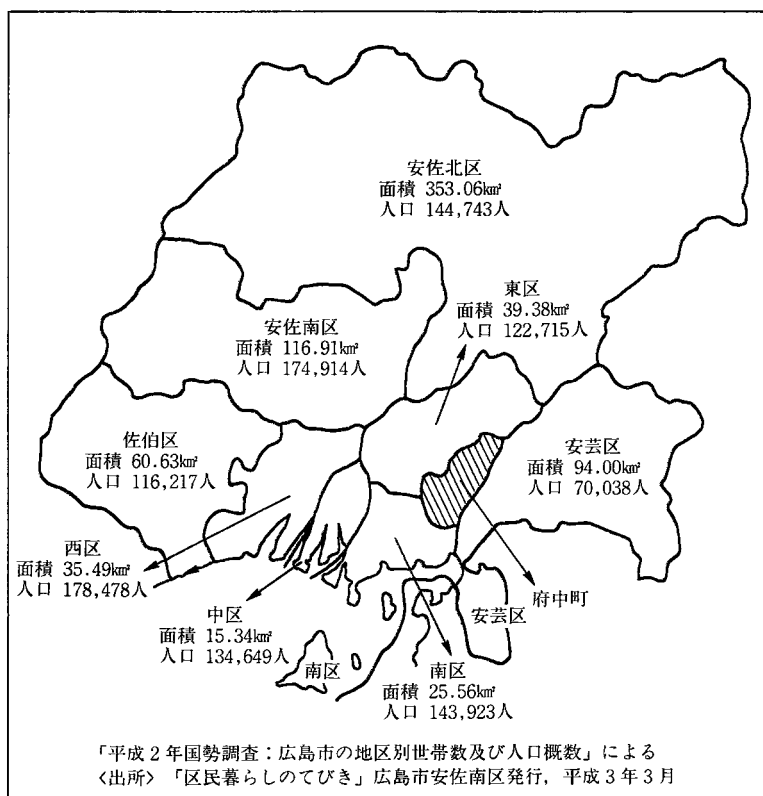 安佐北区
面積 353.06㎢
人口 144,743人
東区
面積 39.38㎢
人口 122,715人
安佐南区
面積 116.91㎢
人口 174,914人
佐伯区
面積 60.63㎢
人口 116,217人
安芸区
面積 94.00㎢
人口 70,038人
西区
面積 35.49㎢
人口 178,478人
府中町
中区
面積 15.34㎢
人口 134,649人
南区
安芸区
南区
面積 25.56㎢
人口 143,923人
「平成2年国勢調査：広島市の地区別世帯数及び人口概数」による
〈出所〉「区民暮らしのてびき」広島市安佐南区発行，平成3年3月